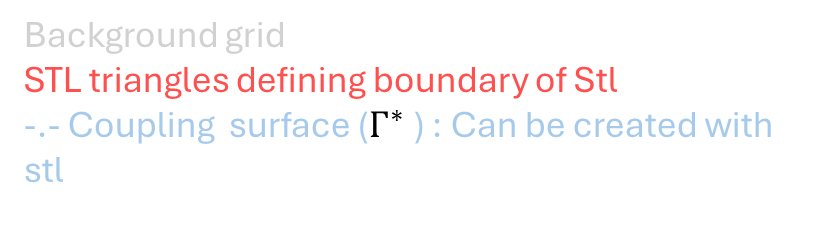 Background grid
STL triangles defining boundary of Stl
-.- Coupling  surface (Γ* ) : Can be created with
stl